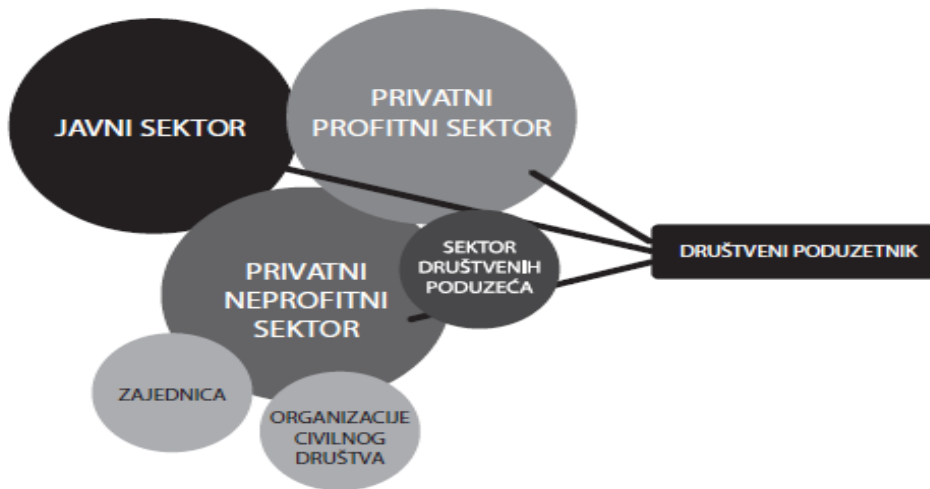 JAVNI SEKTOR
PRIVATNI
PROFITNI SEKTOR
PRIVATNI
NEPROFITNI
SEKTOR
SEKTOR
DRUŠTVENIH
PODUZEĆA
DRUŠTVENI PODUZETNIK
ZAJEDNICA
ORGANIZACIJE
CIVILNOG
DRUŠTVA